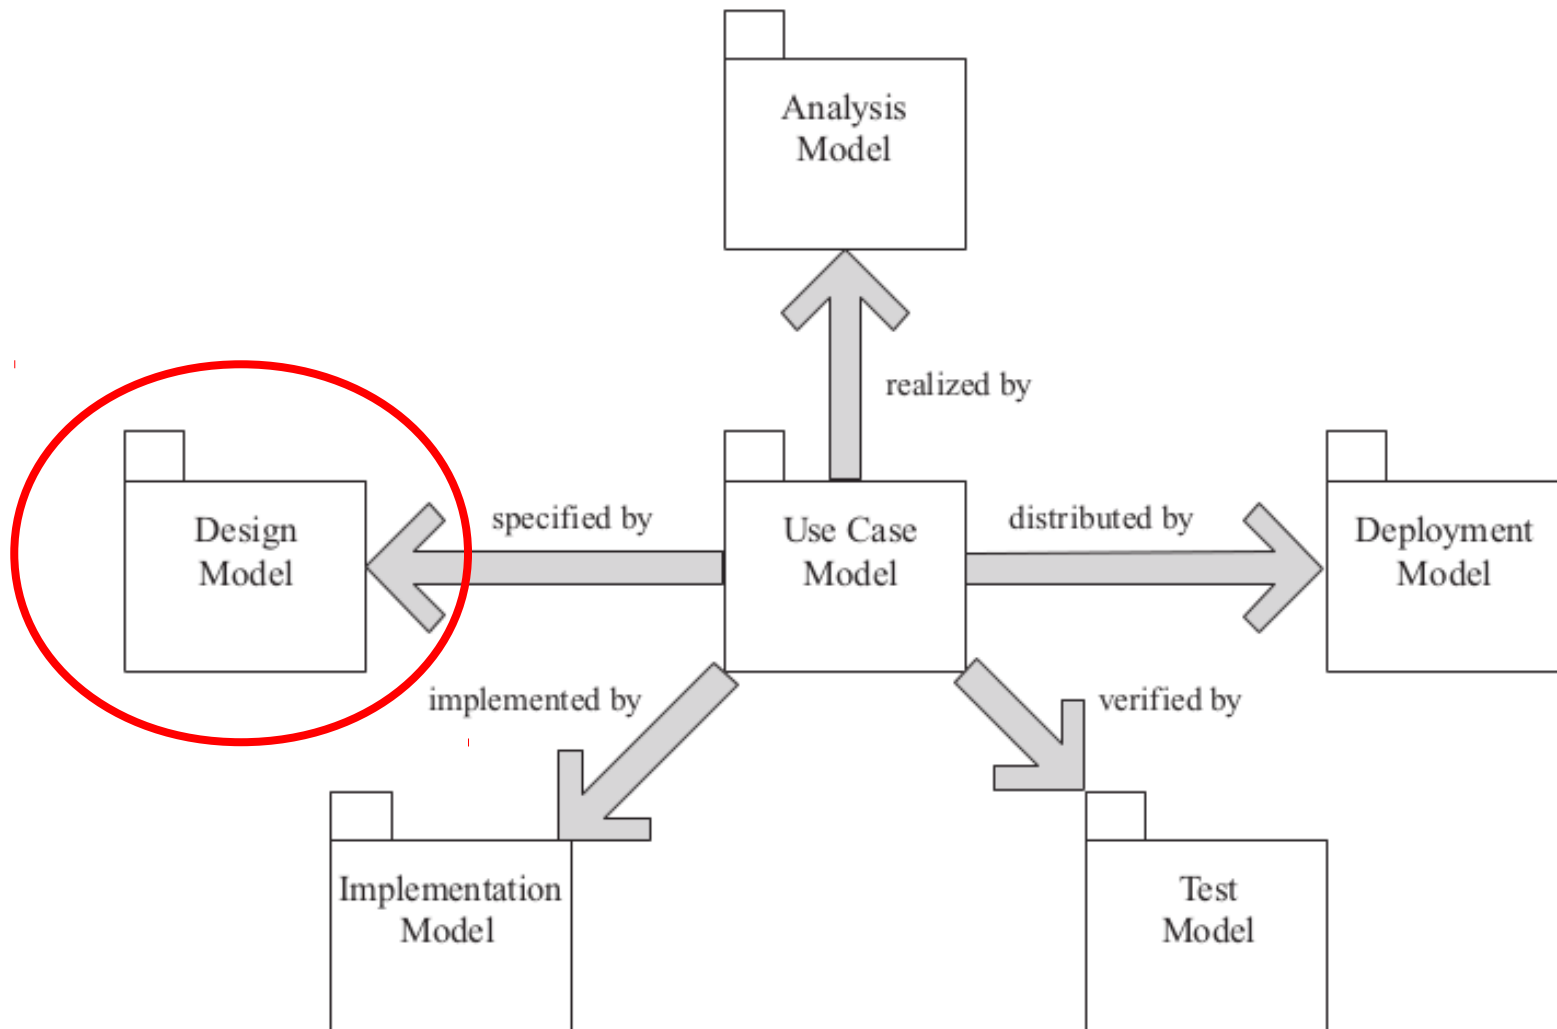 Analysis
Model
realized by
Design
Model
specified by
Use Case
Model
distributed by
Deployment
Model
implemented by
verified by
Implementation
Model
Test
Model